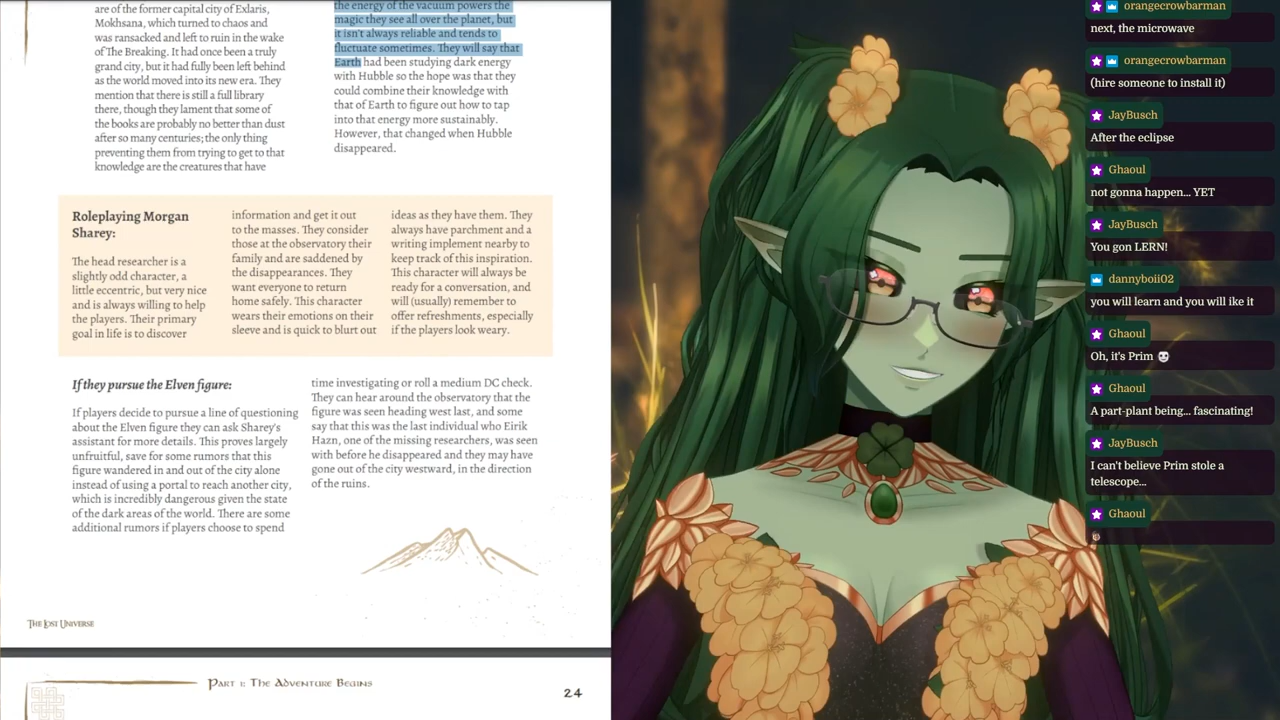 are of the former capital city of Exlaris,
Mokhsana, which turned to chaos and
was ransacked and left to ruin in the wake
of The Breaking. It had once been a truly
grand city, but it had fully been left behind
as the world moved into its new era. They
mention that there is still a full library
there, though they lament that some of
the books are probably no better than dust
after so many centuries; the only thing
preventing them from trying to get to that
knowledge are the creatures that have
the energy of the vacuum powers the
magic they see all over the planet, but
it isn't always reliable and tends to
fluctuate sometimes. They will say that
Earth had been studying dark energy
with Hubble so the hope was that they
could combine their knowledge with
that of Earth to figure out how to tap
into that energy more sustainably.
However, that changed when Hubble
disappeared.
Roleplaying Morgan
Sharey:
The head researcher is a
slightly odd character, a
little eccentric, but very nice
and is always willing to help
the players. Their primary
goal in life is to discover
information and get it out
to the masses. They consider
those at the observatory their
family and are saddened by
the disappearances. They
want everyone to return
home safely. This character
wears their emotions on their
sleeve and is quick to blurt out
ideas as they have them. They
always have parchment and a
writing implement nearby to
keep track of this inspiration.
This character will always be
ready for a conversation, and
will (usually) remember to
offer refreshments, especially
if the players look weary.
If they pursue the Elven figure:
If players decide to pursue a line of questioning
about the Elven figure they can ask Sharey's
assistant for more details. This proves largely
unfruitful, save for some rumors that this
figure wandered in and out of the city alone
instead of using a portal to reach another city,
which is incredibly dangerous given the state
of the dark areas of the world. There are some
additional rumors if players choose to spend
time investigating or roll a medium DC check.
They can hear around the observatory that the
figure was seen heading west last, and some
say that this was the last individual who Eirik
Hazn, one of the missing researchers, was seen
with before he disappeared and they may have
gone out of the city westward, in the direction
of the ruins.
The Lost Universe
Part 1: The Adventure Begins
24
orangecrowbarman
next, the microwave
orangecrowbarman
(hire someone to install it)
JayBusch
After the eclipse
Ghaoul
not gonna happen... YET
JayBusch
You gon LERN!
dannyboii02
you will learn and you will ike it
Ghaoul
Oh, it's Prim
Ghaoul
A part-plant being... fascinating!
JayBusch
I can't believe Prim stole a
telescope...
Ghaoul